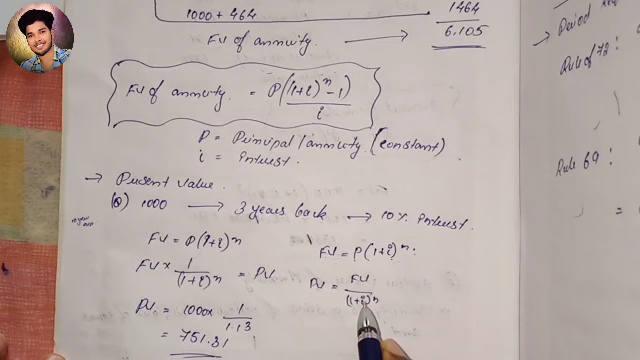 1000 + 464
1464
FV of annuity. → 6.105
FV of annuity. = P((1+i)^n - 1) / i
P = Principal/annuity (constant)
i = interest.
→ Present value.
(Q) 1000 → 3 years back → 10% interest.
FV = P(1+i)^n
FV × 1/(1+i)^n = PV
PV = 1000× 1/1.1^3
= 751.31
FV = P(1+i)^n.
PV = FV/(1+i)^n
→ Period
Rule of 72:
Rule 69:
=